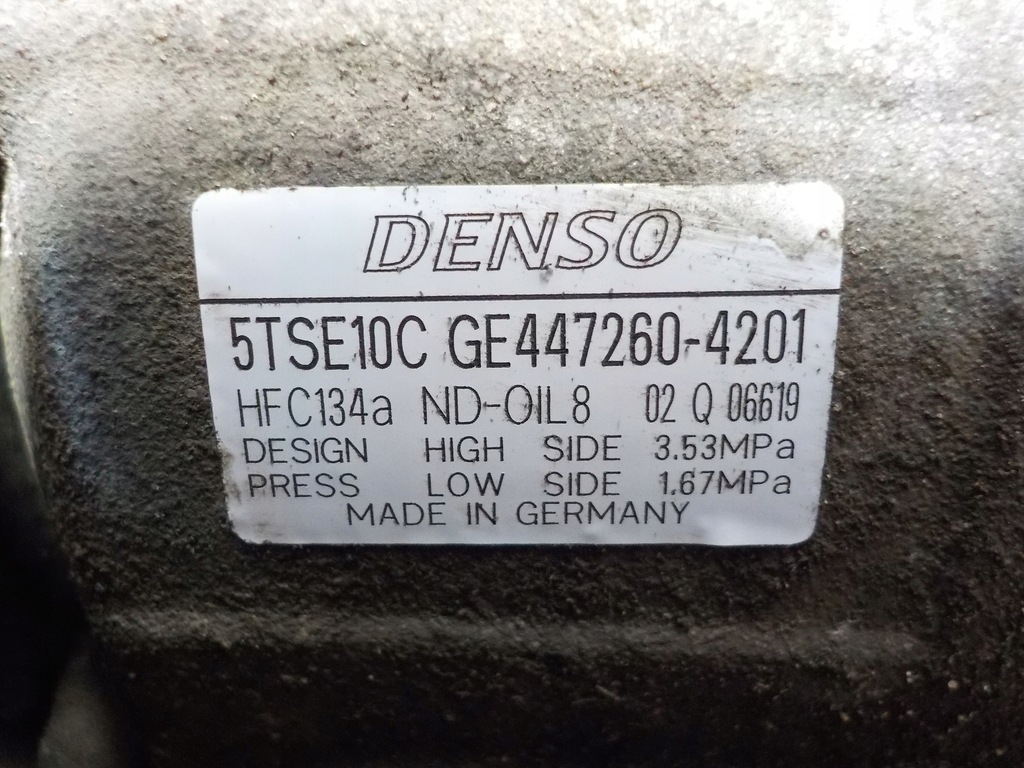 DENSO
5TSE10C GE447260-4201
HFC134a ND-OIL8 02 Q 06619
DESIGN HIGH SIDE 3.53MPa
PRESS LOW SIDE 1.67MPa
MADE IN GERMANY